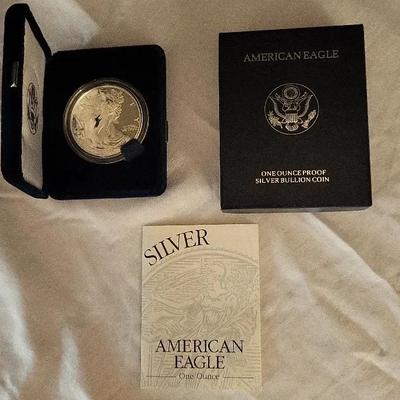 AMERICAN EAGLE
ONE OUNCE PROOF
SILVER BULLION COIN
SILVER
AMERICAN
EAGLE
One Ounce